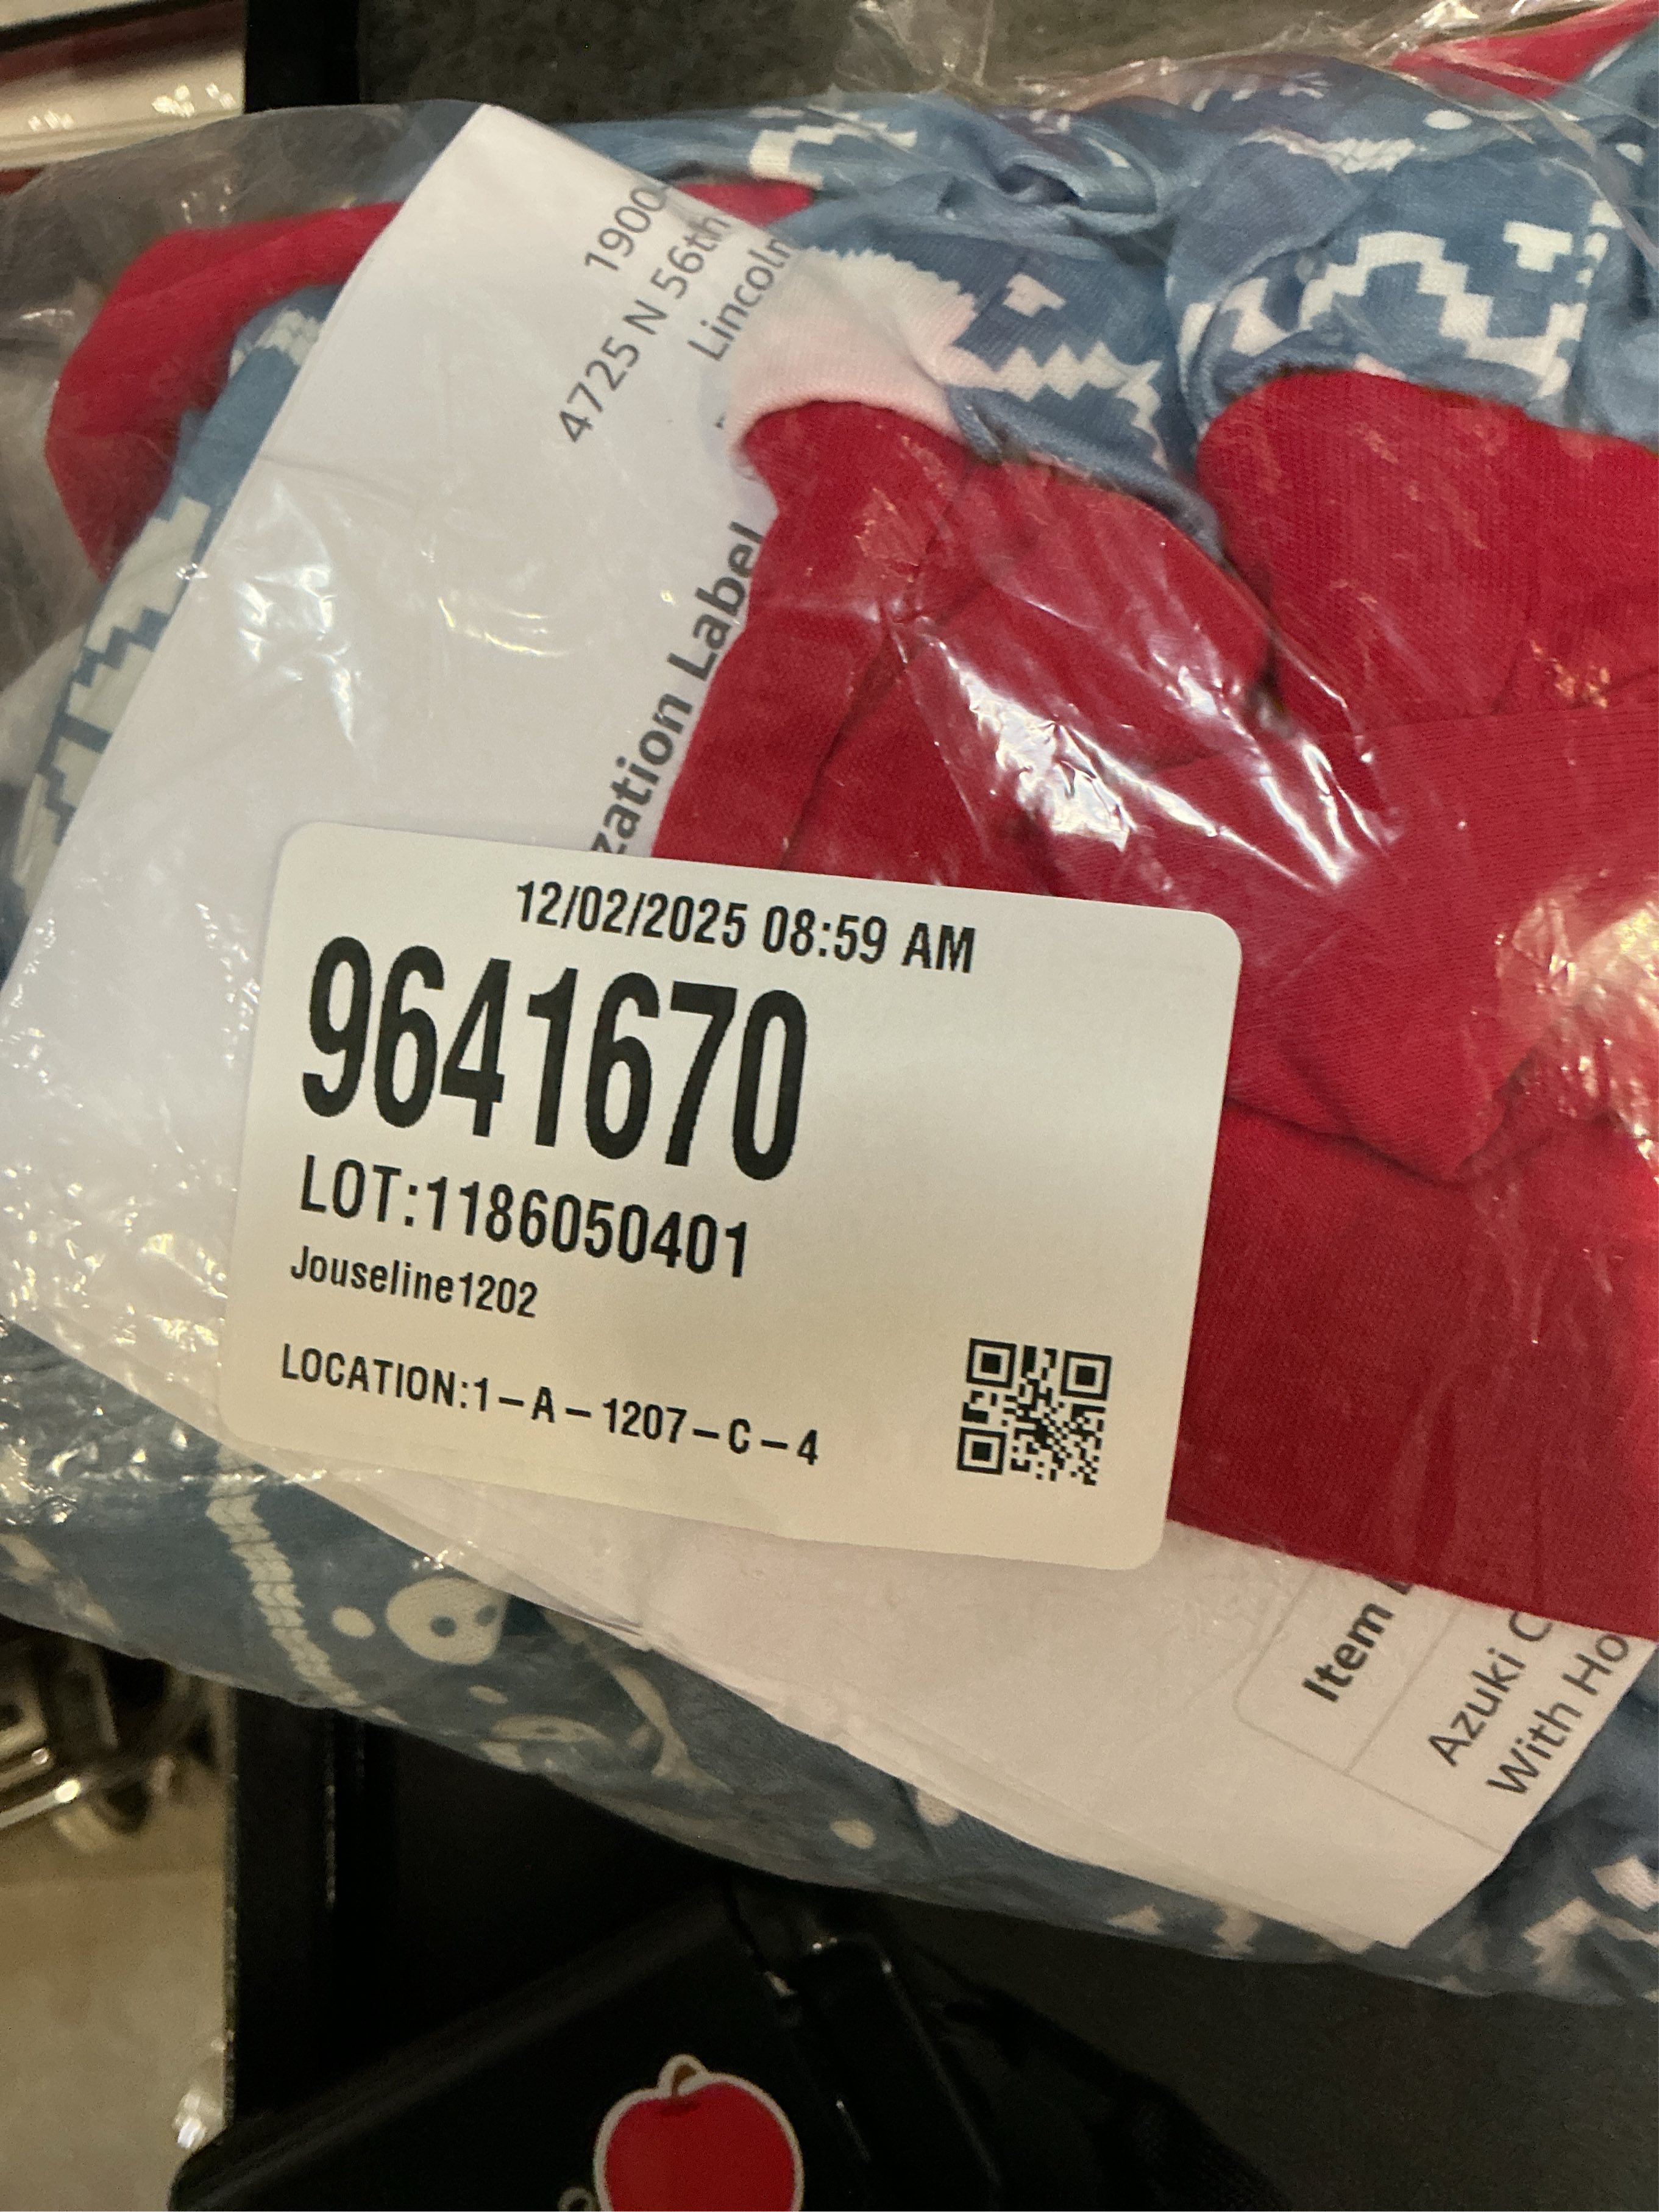 1900
4725 N 56th
Lincoln
zation Label
12/02/2025 08:59 AM
9641670
LOT:1186050401
Jouseline1202
LOCATION:1-A-1207-C-4
Item
Azuki C
With Ho